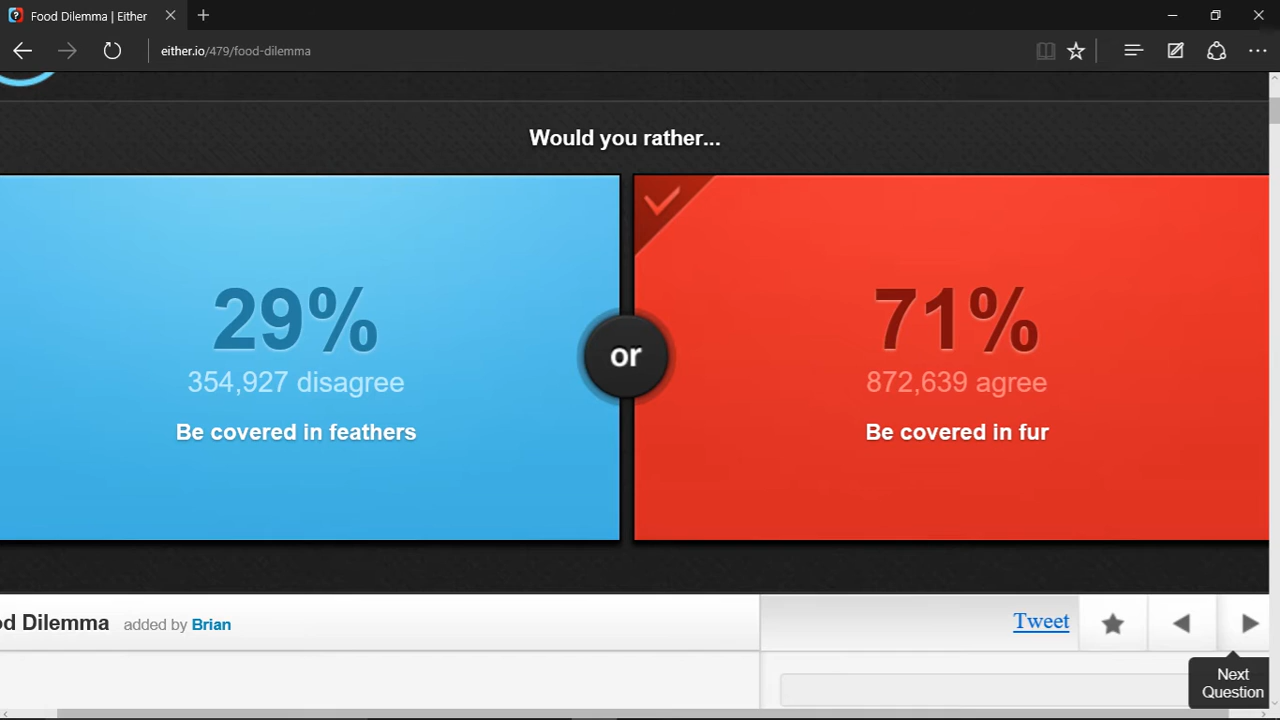 Food Dilemma | Either
either.io/479/food-dilemma
Would you rather...
29%
354,927 disagree
Be covered in feathers
or
71%
872,639 agree
Be covered in fur
od Dilemma added by Brian
Tweet
Next
Question